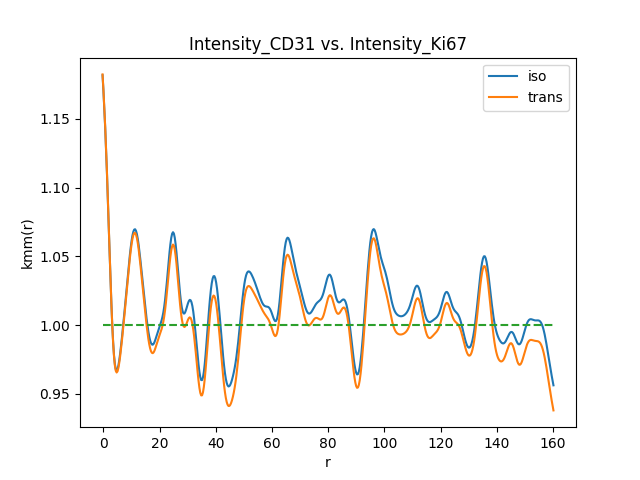 Intensity_CD31 vs. Intensity_Ki67
iso
trans
kmm(r)
1.15
1.10
1.05
1.00
0.95
0 20 40 60 80 100 120 140 160
r